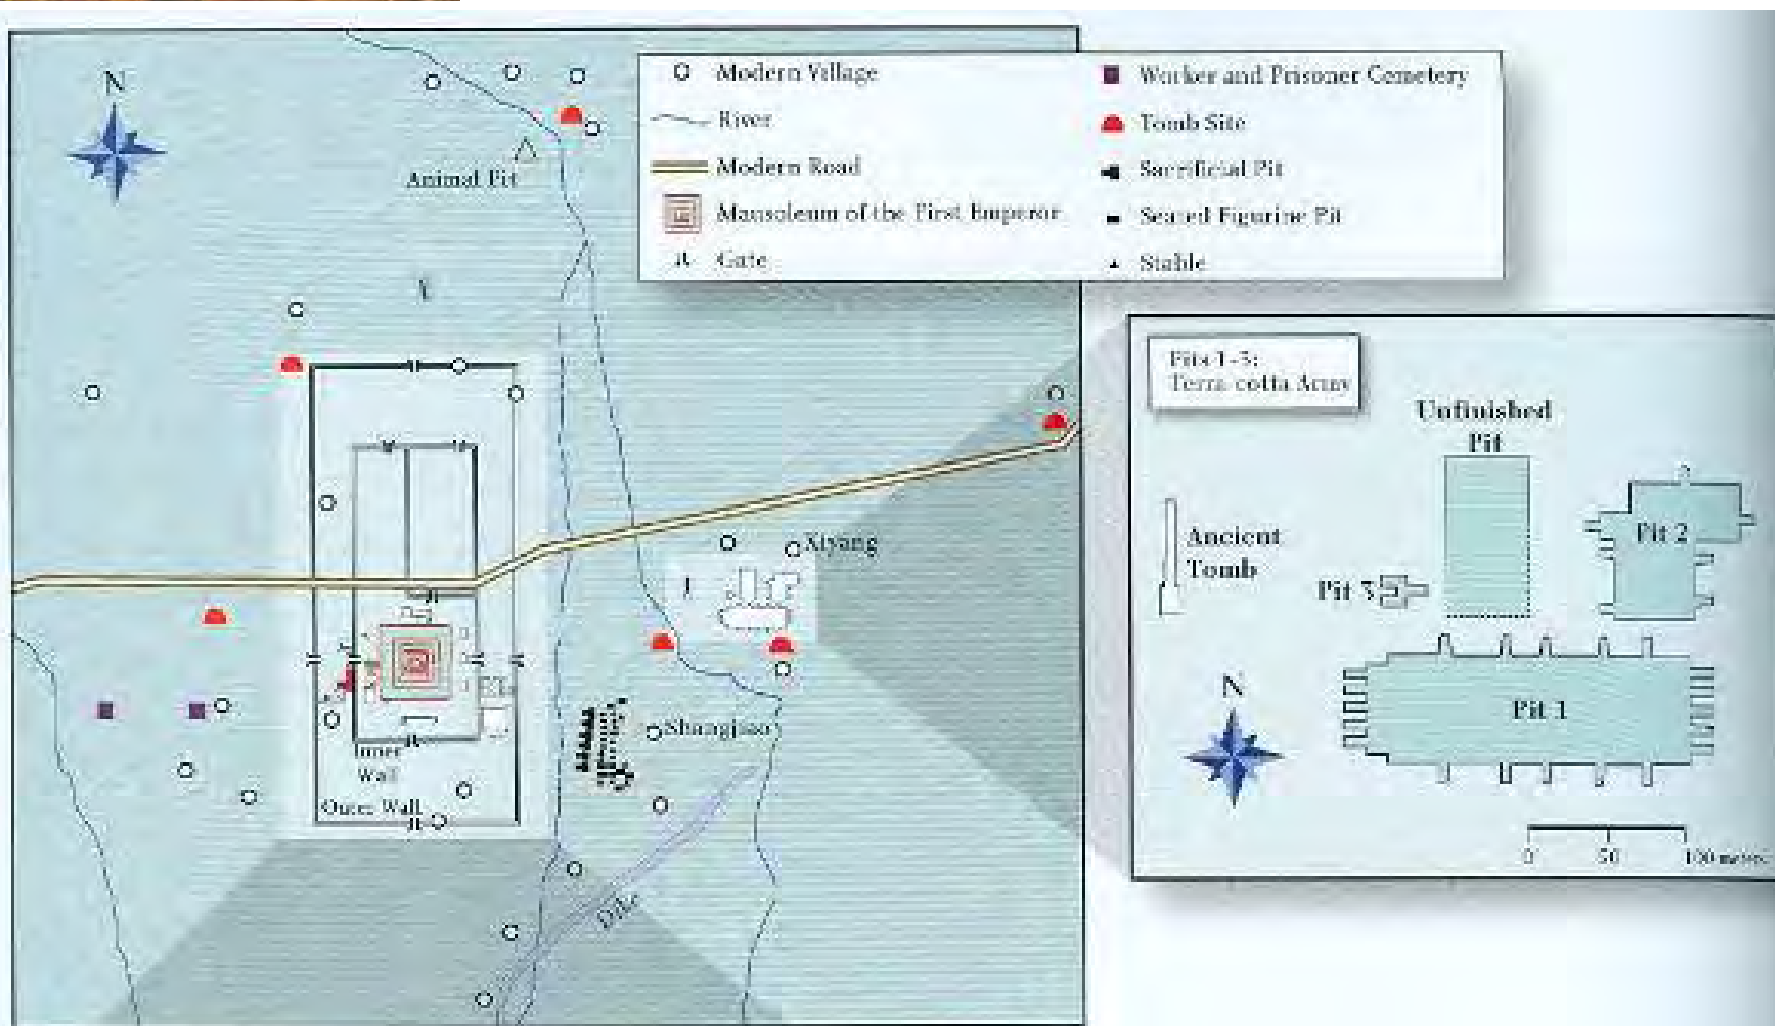 N
Animal Pit
Modern Village
River
Modern Road
Mausoleum of the First Emperor
Gate
Worker and Prisoner Cemetery
Tomb Site
Sacrificial Pit
Seated Figurine Pit
Stable
Xiyang
Shangjiao
Inner
Wall
Outer Wall
Dike
Pits 1-3:
Terra-cotta Army
Unfinished
Pit
Pit 2
Ancient
Tomb
Pit 3
N
Pit 1
0 50 100 meters